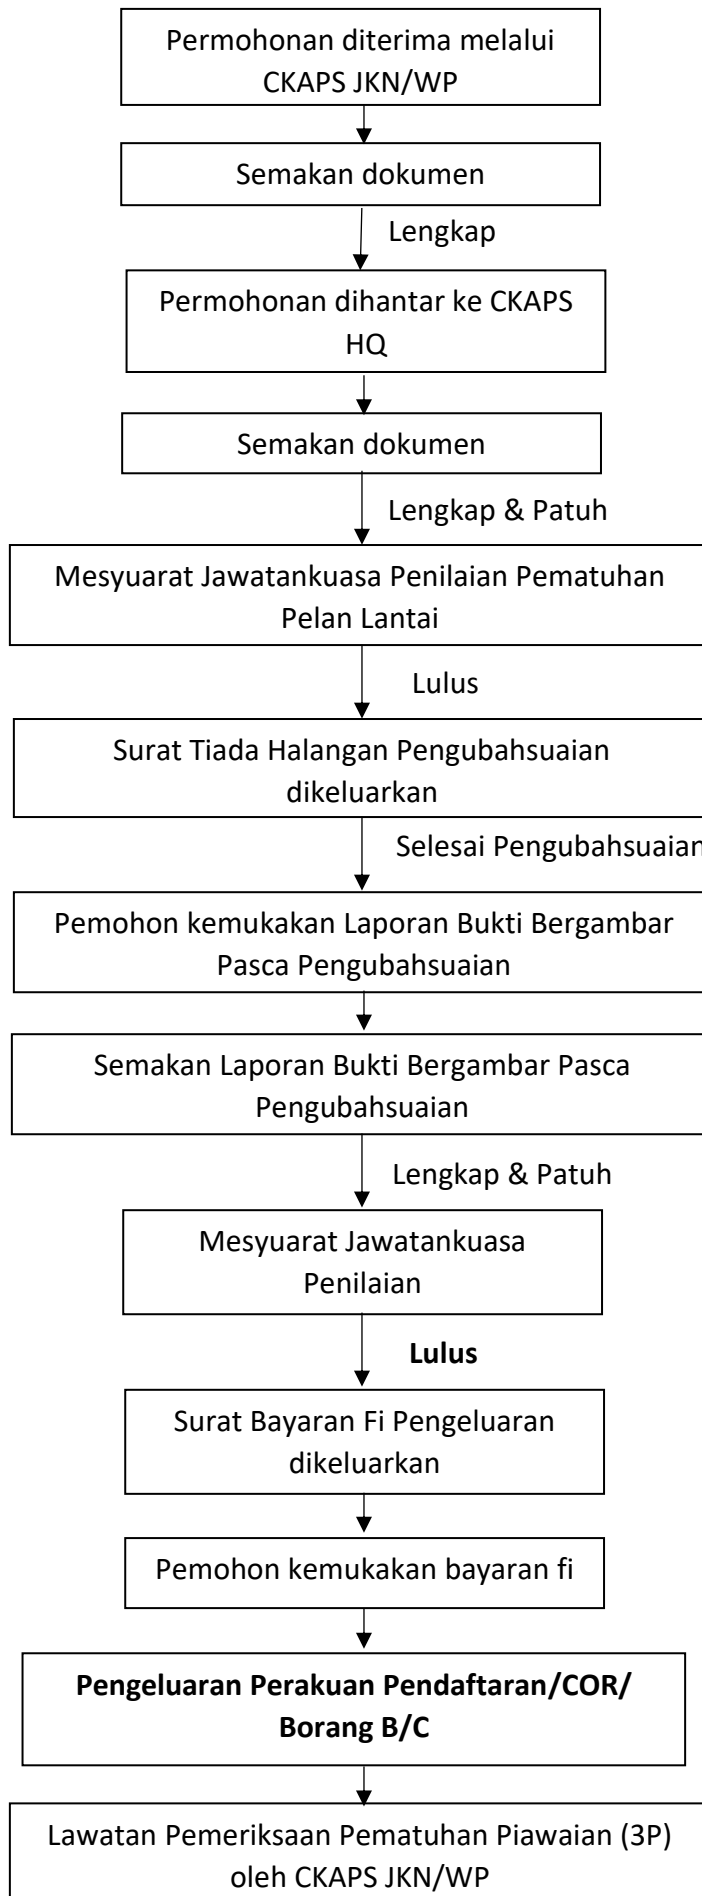 Permohonan diterima melalui
CKAPS JKN/WP
Semakan dokumen
Lengkap
Permohonan dihantar ke CKAPS
HQ
Semakan dokumen
Lengkap & Patuh
Mesyuarat Jawatankuasa Penilaian Pematuhan
Pelan Lantai
Lulus
Surat Tiada Halangan Pengubahsuaian
dikeluarkan
Selesai Pengubahsuaian
Pemohon kemukakan Laporan Bukti Bergambar
Pasca Pengubahsuaian
Semakan Laporan Bukti Bergambar Pasca
Pengubahsuaian
Lengkap & Patuh
Mesyuarat Jawatankuasa
Penilaian
Lulus
Surat Bayaran Fi Pengeluaran
dikeluarkan
Pemohon kemukakan bayaran fi
Pengeluaran Perakuan Pendaftaran/COR/
Borang B/C
Lawatan Pemeriksaan Pematuhan Piawaian (3P)
oleh CKAPS JKN/WP